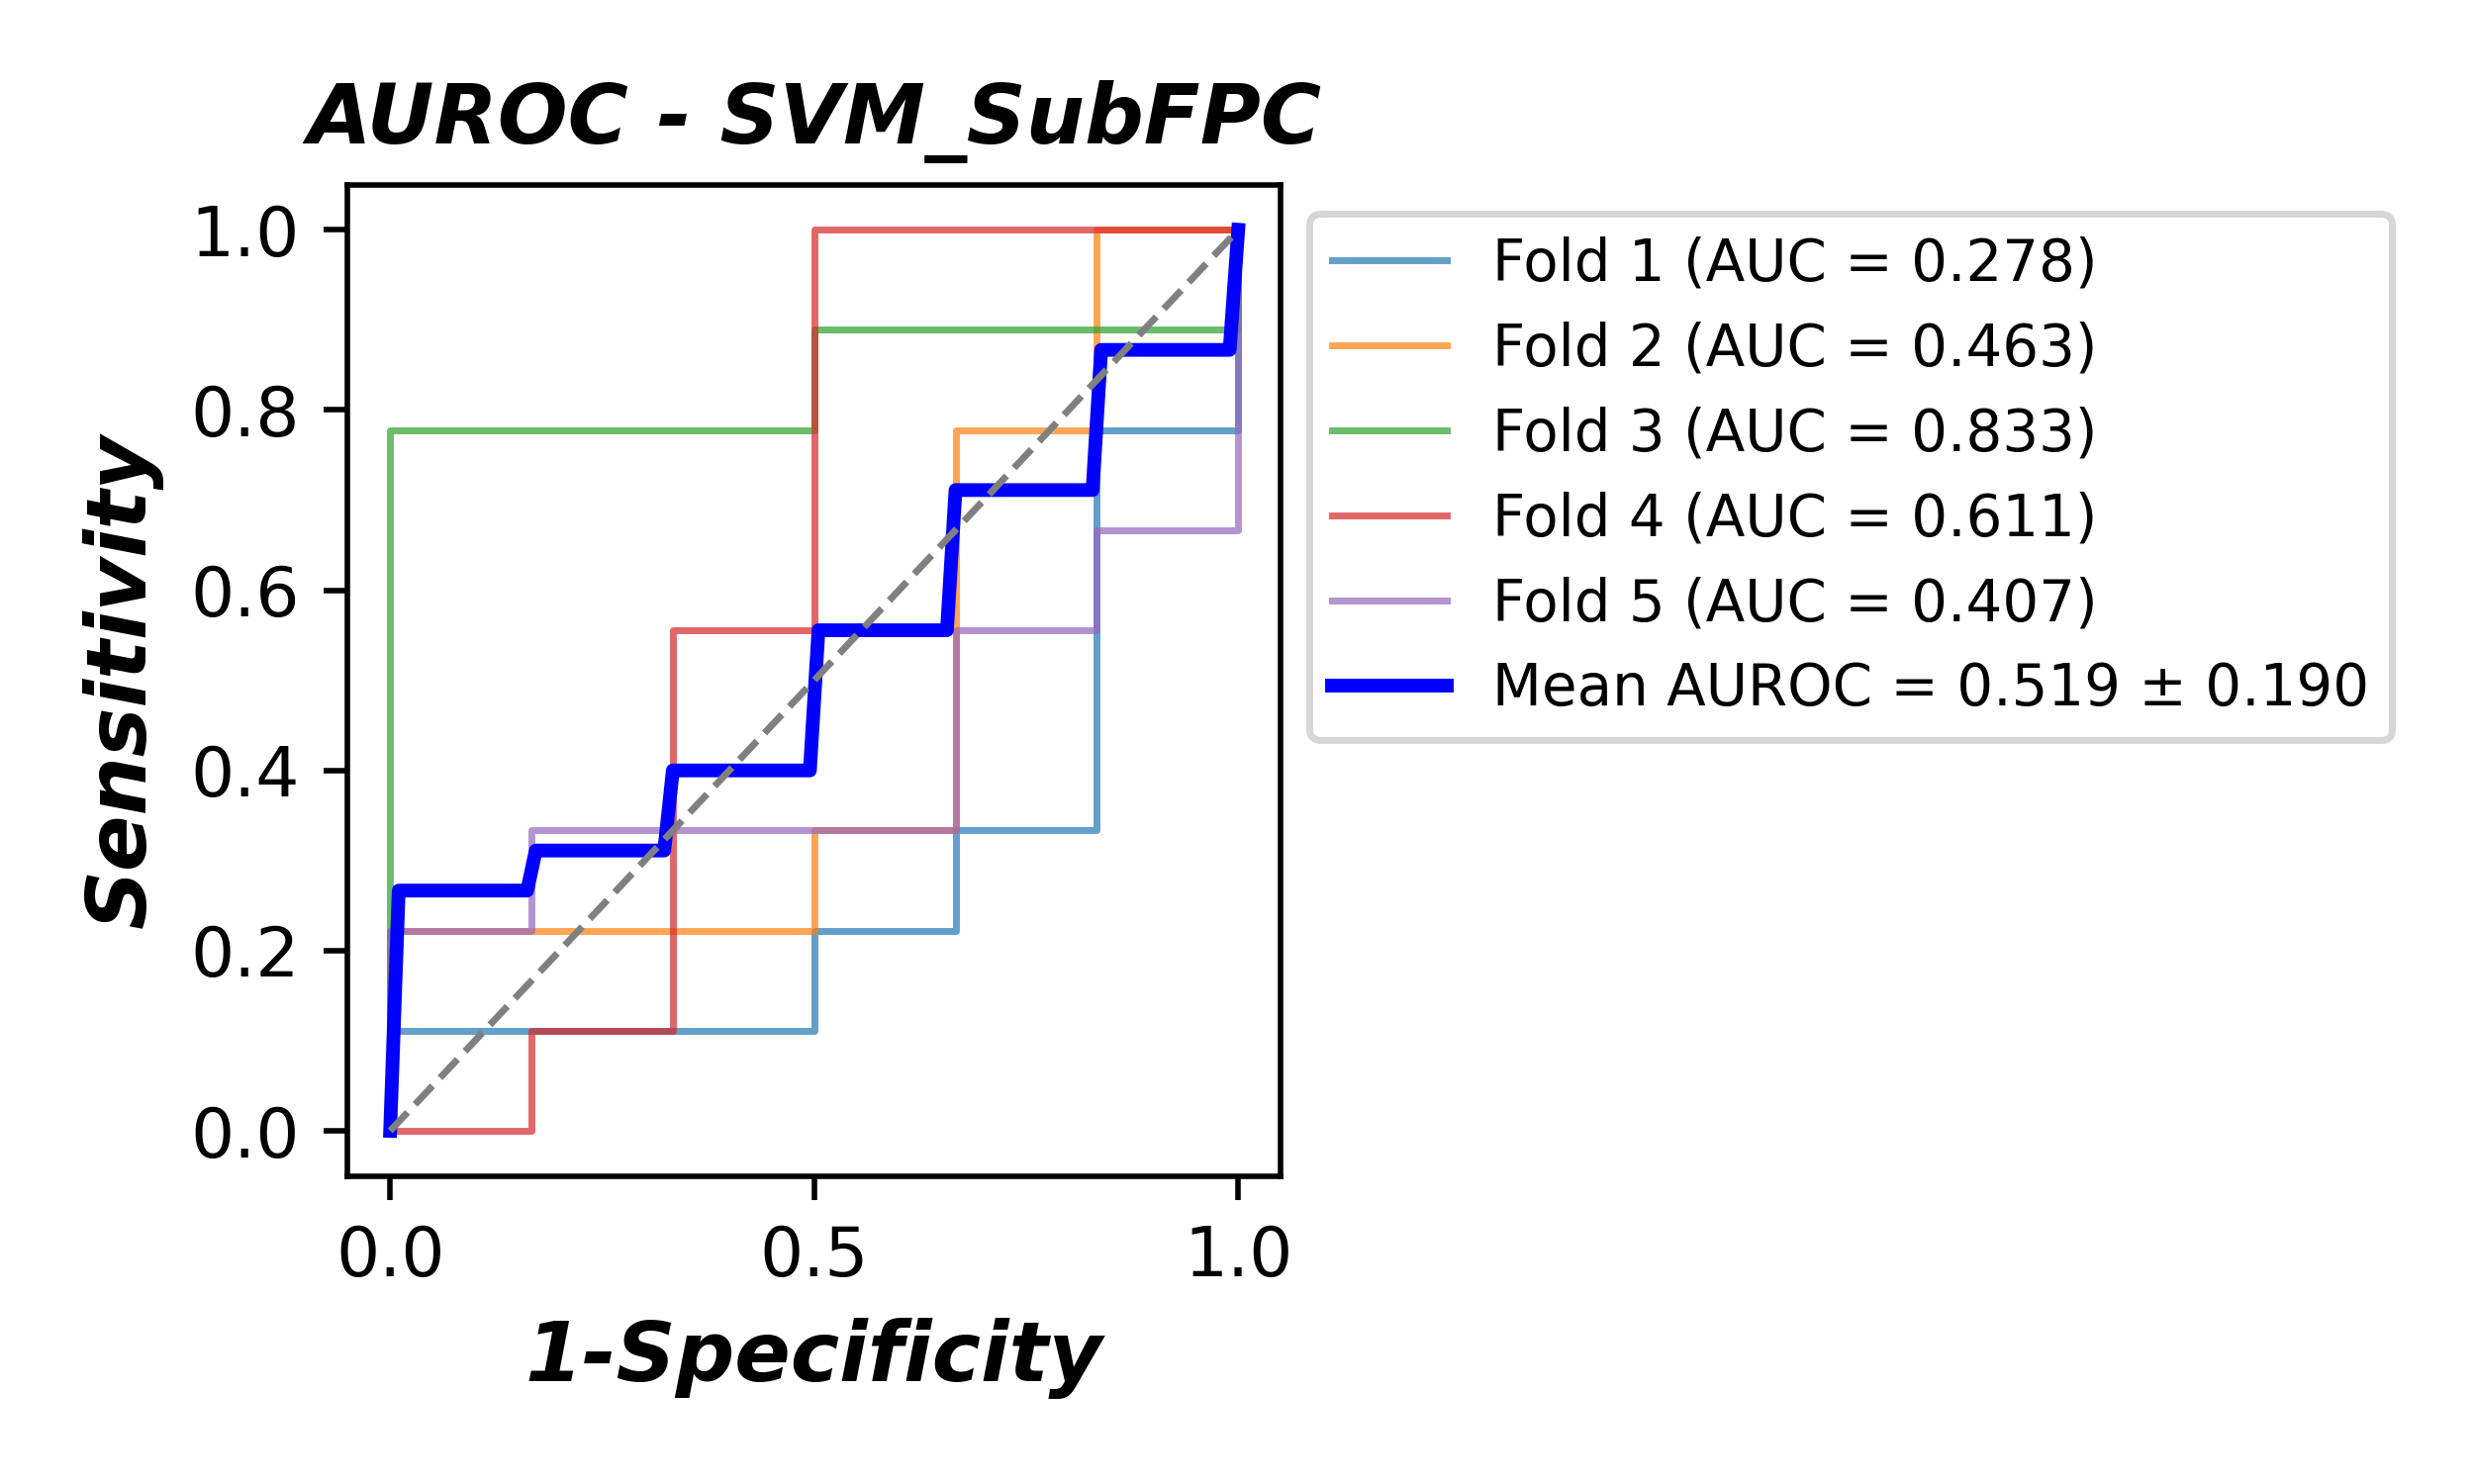 AUROC - SVM_SubFPC
Sensitivity
1.0
0.8
0.6
0.4
0.2
0.0
0.0 0.5 1.0
1-Specificity
Fold 1 (AUC = 0.278)
Fold 2 (AUC = 0.463)
Fold 3 (AUC = 0.833)
Fold 4 (AUC = 0.611)
Fold 5 (AUC = 0.407)
Mean AUROC = 0.519 ± 0.190